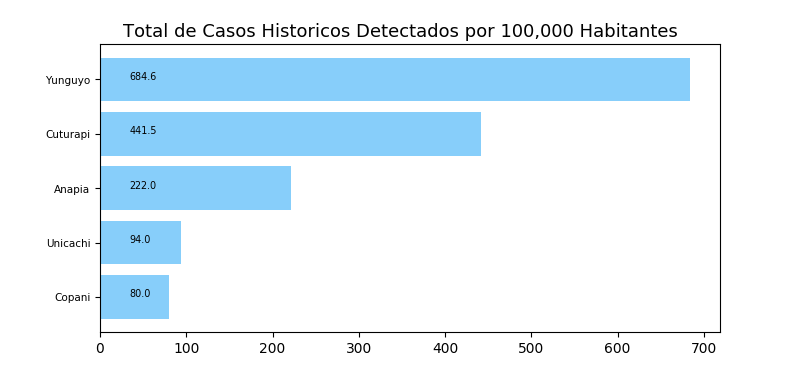 Total de Casos Historicos Detectados por 100,000 Habitantes
Yunguyo 684.6
Cuturapi 441.5
Anapia 222.0
Unicachi 94.0
Copani 80.0
0 100 200 300 400 500 600 700